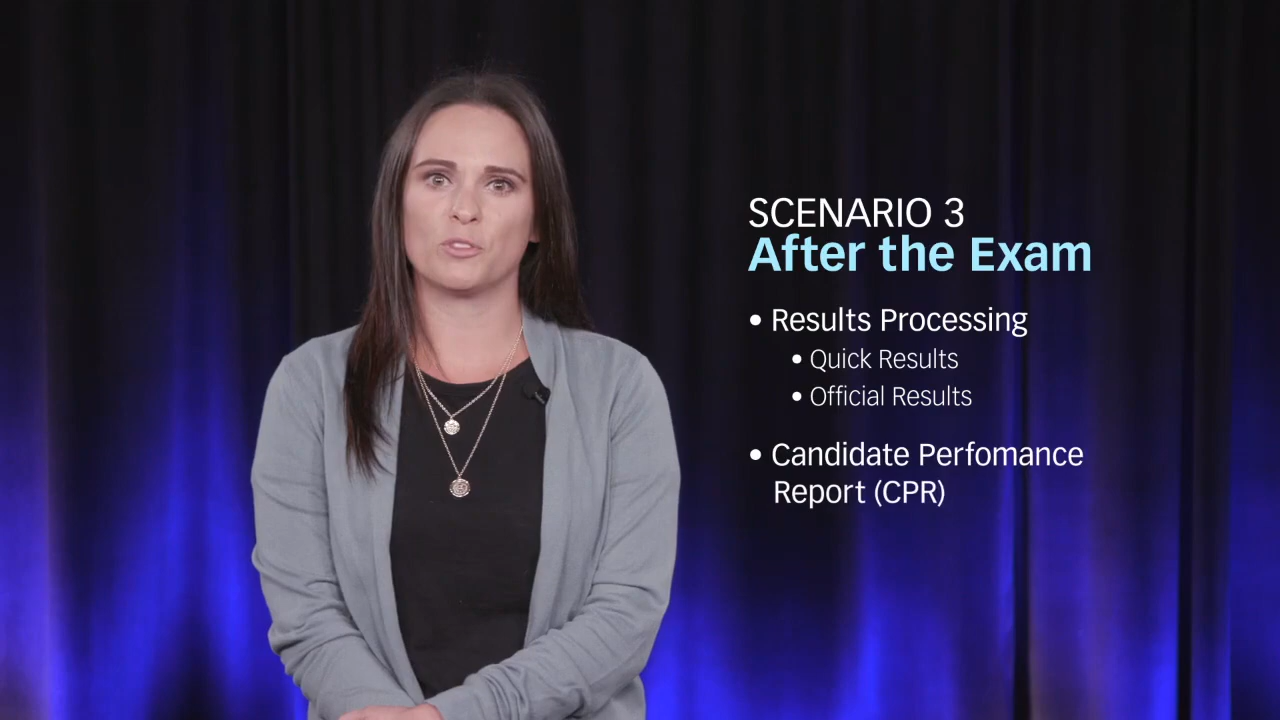 SCENARIO 3
After the Exam
• Results Processing
• Quick Results
• Official Results
• Candidate Perfomance
Report (CPR)